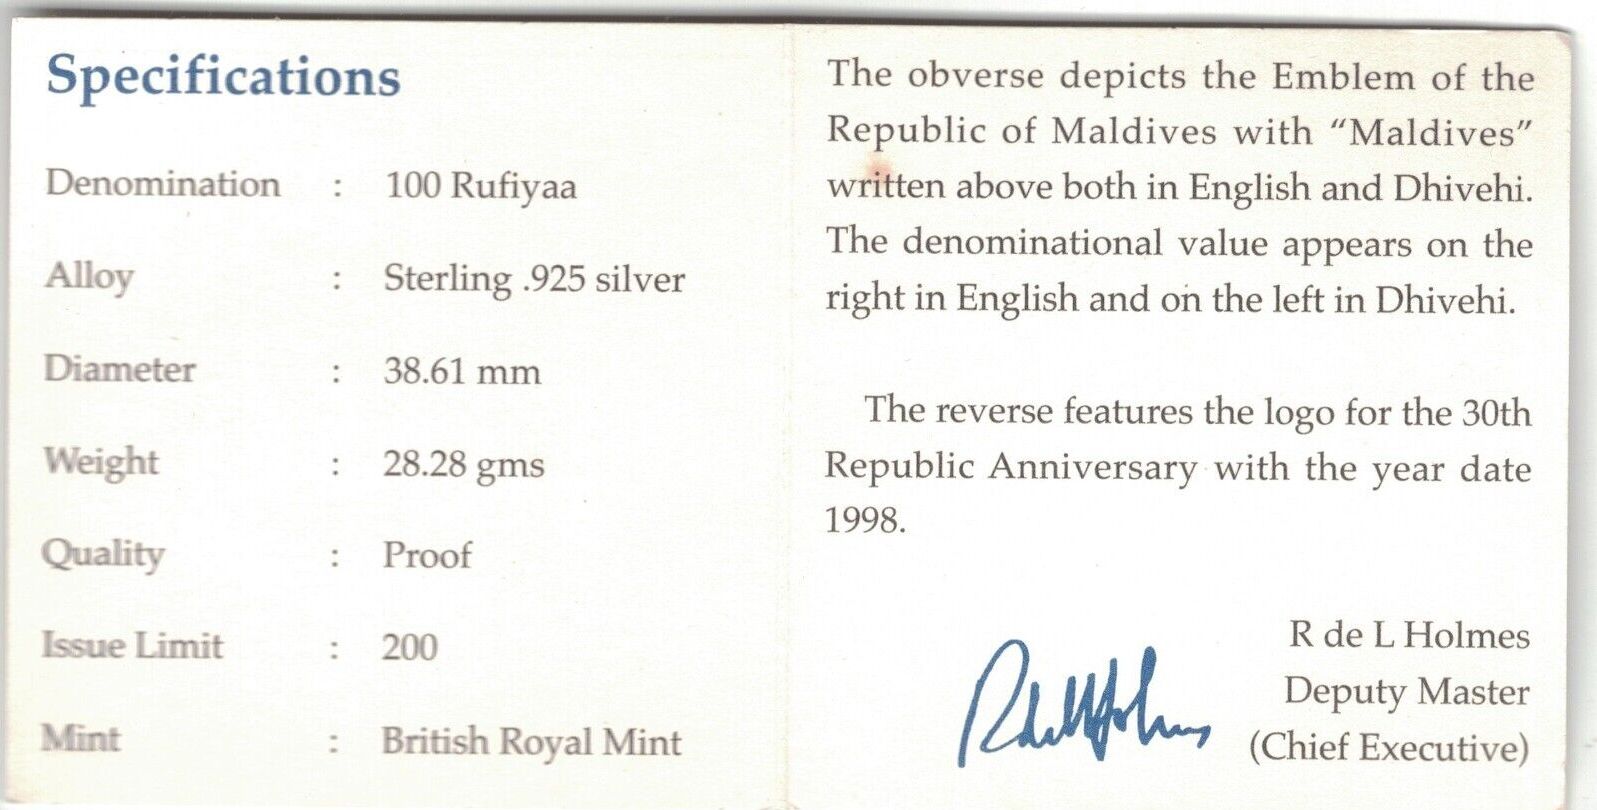 Specifications
Denomination : 100 Rufiyaa
Alloy : Sterling .925 silver
Diameter : 38.61 mm
Weight : 28.28 gms
Quality : Proof
Issue Limit : 200
Mint : British Royal Mint
The obverse depicts the Emblem of the
Republic of Maldives with “Maldives”
written above both in English and Dhivehi.
The denominational value appears on the
right in English and on the left in Dhivehi.
The reverse features the logo for the 30th
Republic Anniversary with the year date
1998.
R de L Holmes
Deputy Master
(Chief Executive)